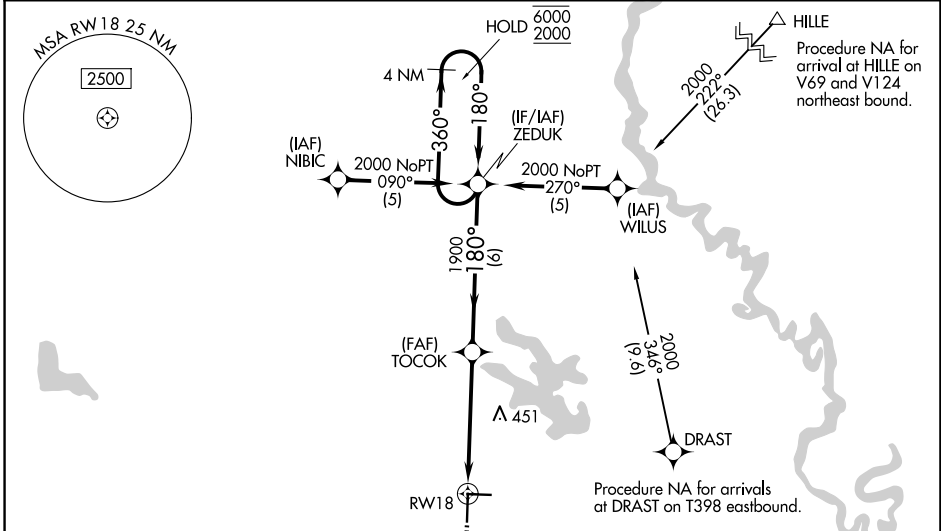 MSA RW18 25 NM
2500
HOLD
6000
2000
4 NM
360°
180°
(IF/IAF)
ZEDUK
HILLE
Procedure NA for
arrival at HILLE on
V69 and V124
northeast bound.
2000
222°
(26.3)
(IAF)
NIBIC
2000 NoPT
090°
(5)
2000 NoPT
270°
(5)
(IAF)
WILUS
1900
180°
(6)
(FAF)
TOCOK
451
2000
346°
(9.6)
DRAST
RW18
Procedure NA for arrivals
at DRAST on T398 eastbound.